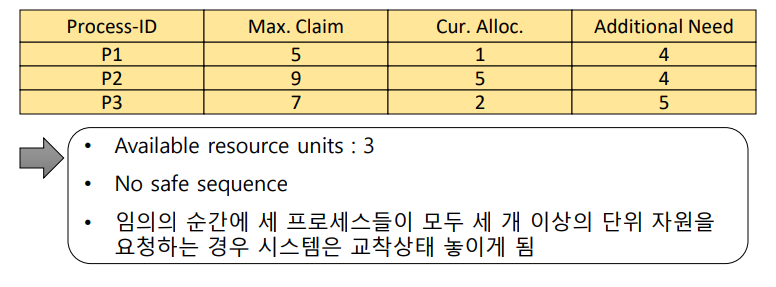 Process-ID Max. Claim Cur. Alloc. Additional Need
P1 5 1 4
P2 9 5 4
P3 7 2 5
• Available resource units : 3
• No safe sequence
• 임의의 순간에 세 프로세스들이 모두 세 개 이상의 단위 자원을
요청하는 경우 시스템은 교착상태 놓이게 됨